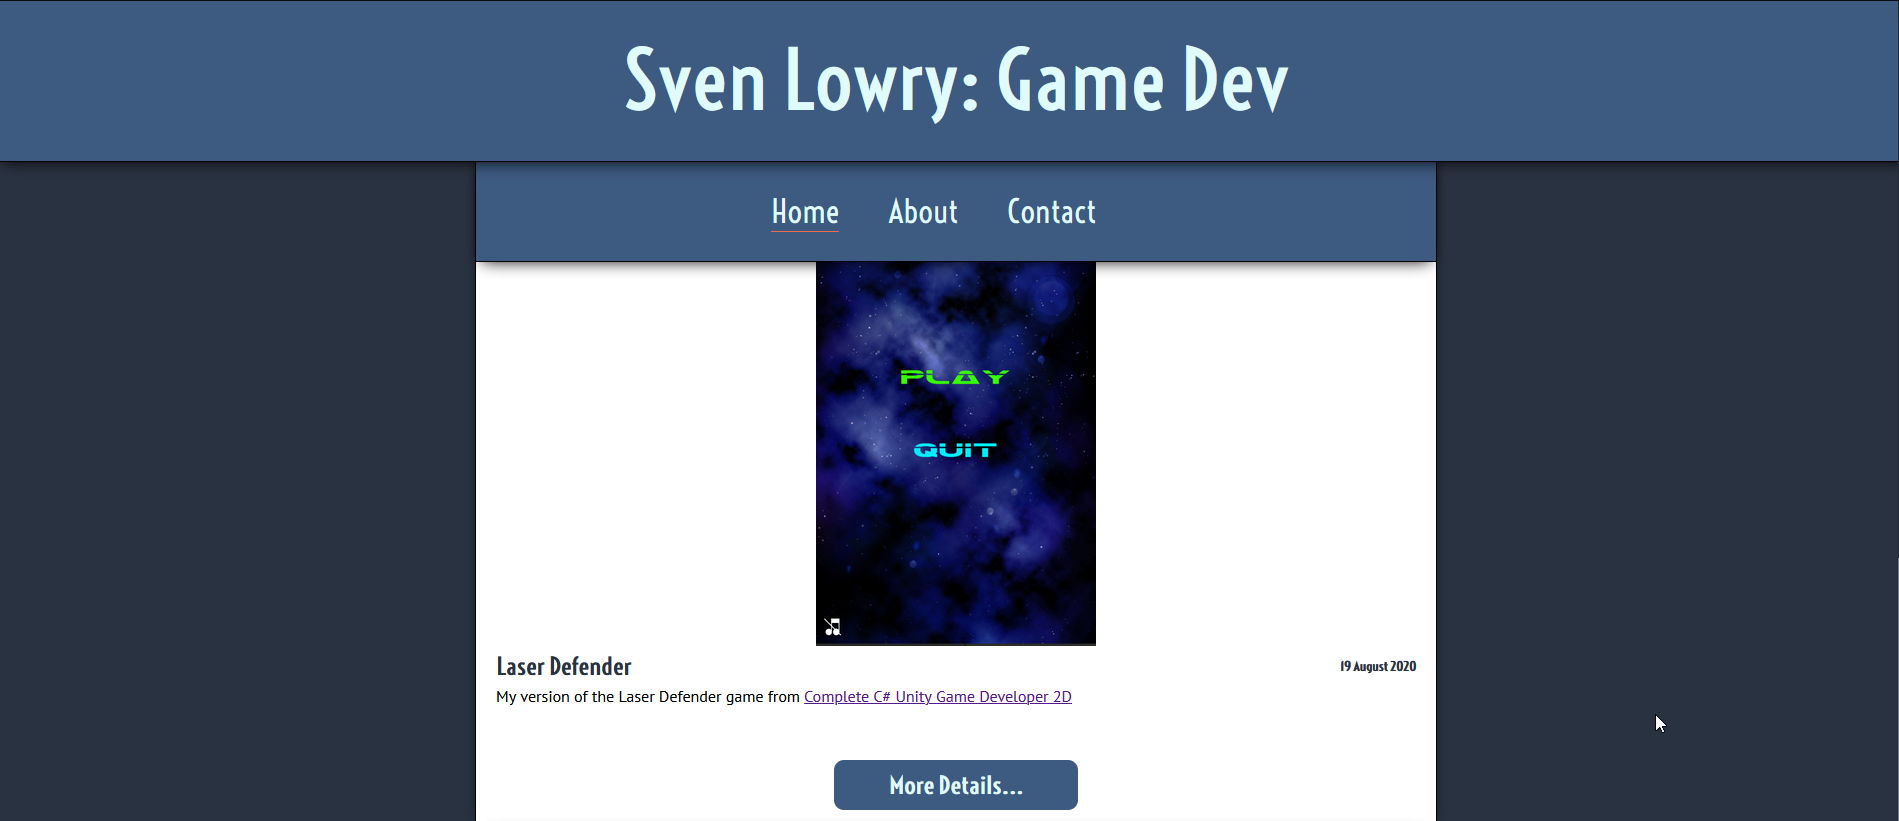 Sven Lowry: Game Dev
Home About Contact
PLAY
QUIT
Laser Defender 19 August 2020
My version of the Laser Defender game from Complete C# Unity Game Developer 2D
More Details...